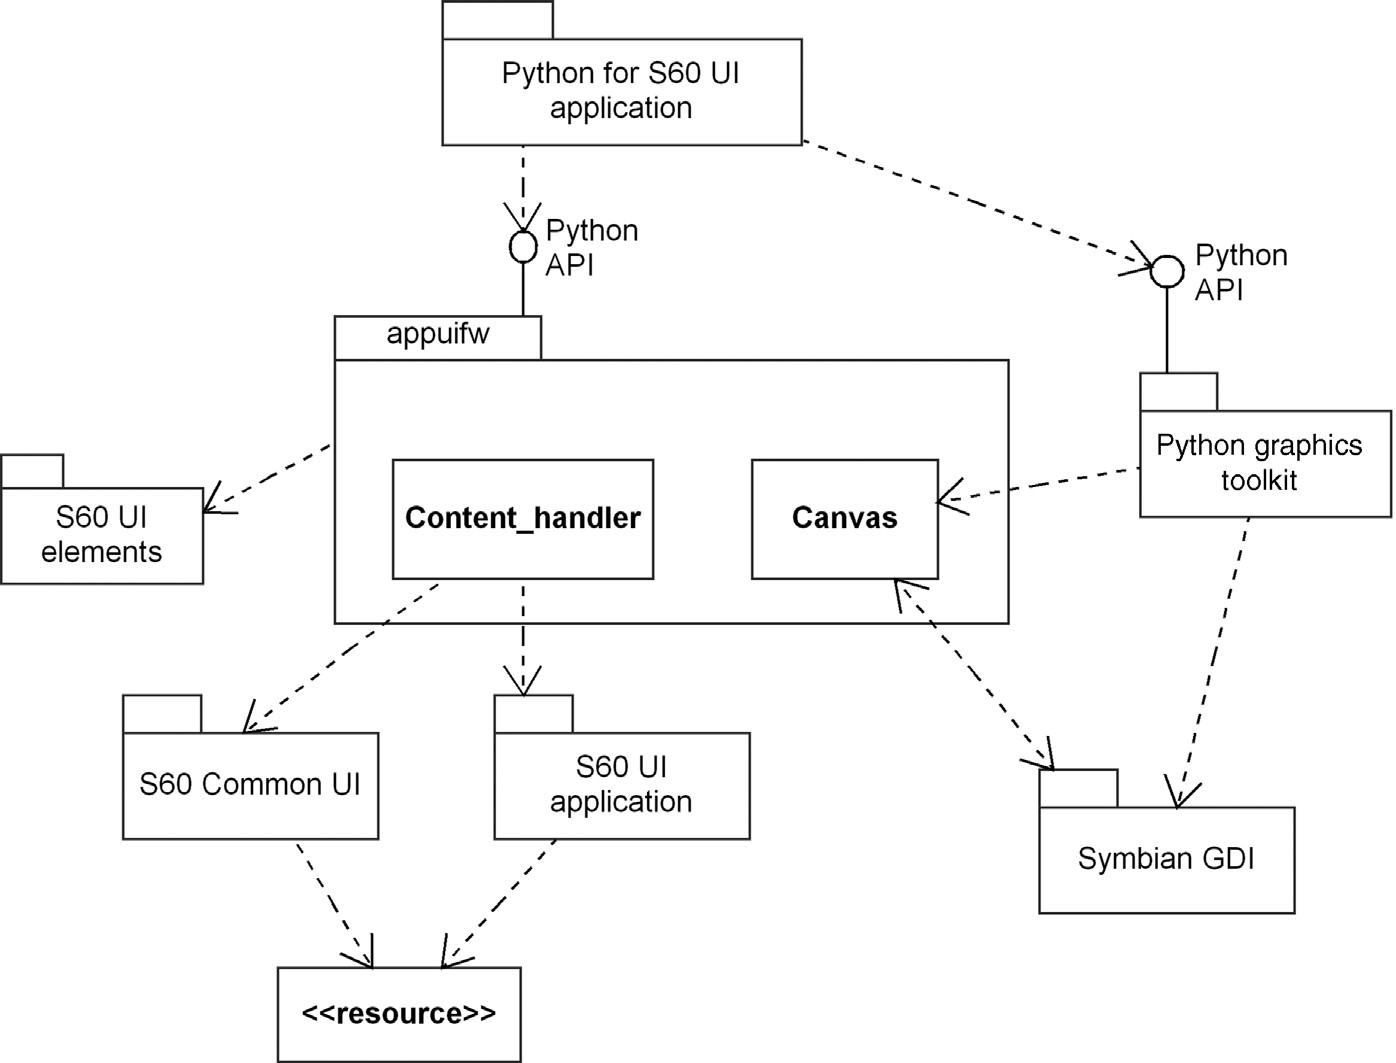 Python for S60 UI
application
Python
API
Python
API
appuifw
Python graphics
toolkit
S60 UI
elements
Content_handler
Canvas
S60 Common UI
S60 UI
application
Symbian GDI
<<resource>>